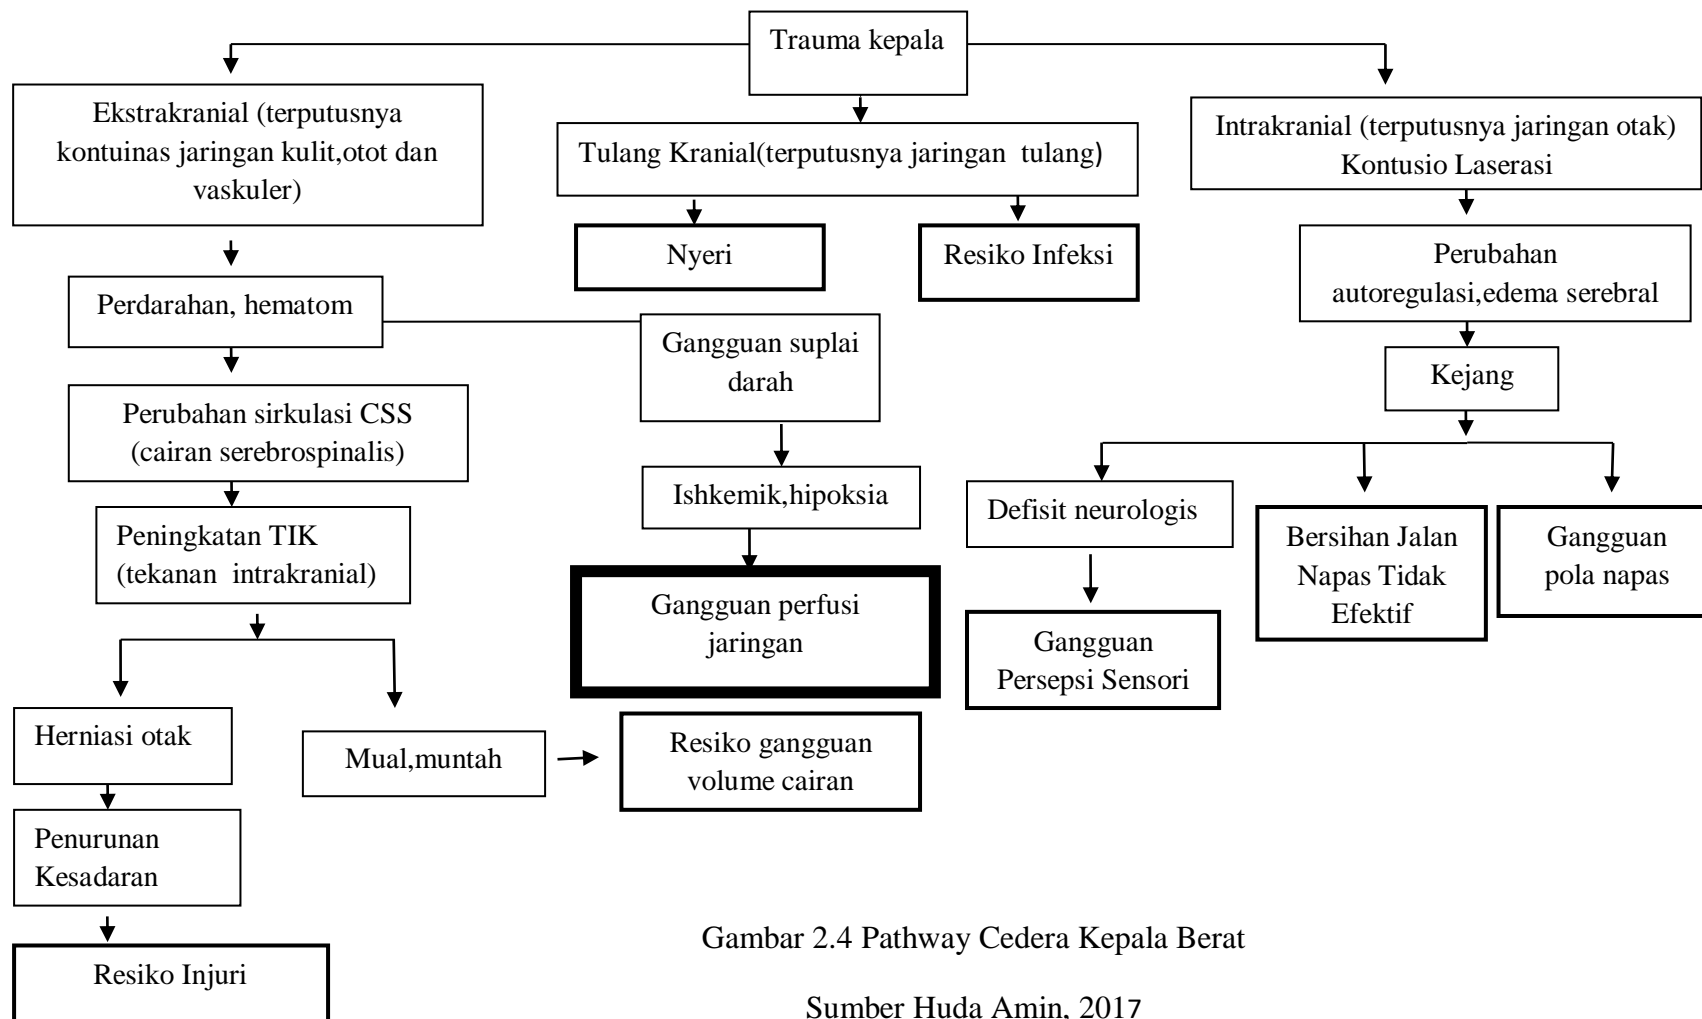 Trauma kepala
Ekstrakranial (terputusnya
kontuinas jaringan kulit,otot dan
vaskuler)
Tulang Kranial(terputusnya jaringan tulang)
Intrakranial (terputusnya jaringan otak)
Kontusio Laserasi
Nyeri
Resiko Infeksi
Perubahan
autoregulasi,edema serebral
Perdarahan, hematom
Gangguan suplai
darah
Kejang
Perubahan sirkulasi CSS
(cairan serebrospinalis)
Ishkemik,hipoksia
Defisit neurologis
Bersihan Jalan
Napas Tidak
Efektif
Gangguan
pola napas
Peningkatan TIK
(tekanan intrakranial)
Gangguan perfusi
jaringan
Gangguan
Persepsi Sensori
Herniasi otak
Mual,muntah
Resiko gangguan
volume cairan
Penurunan
Kesadaran
Resiko Injuri
Gambar 2.4 Pathway Cedera Kepala Berat
Sumber Huda Amin, 2017